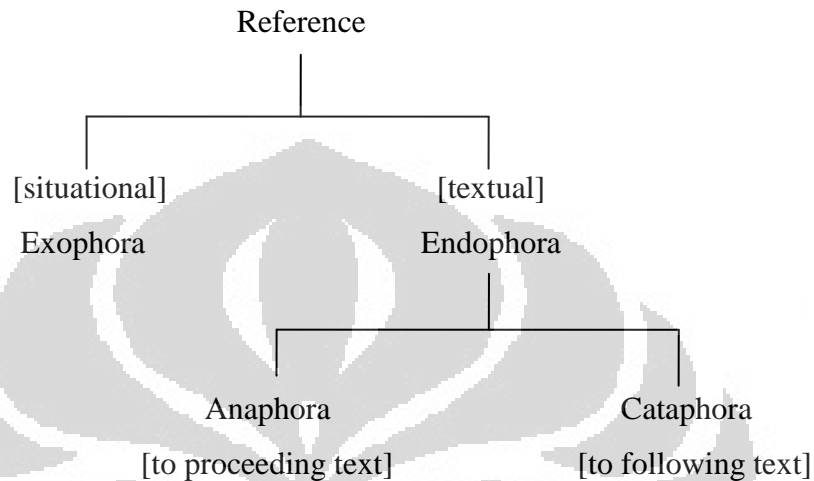 Reference
[situational] [textual]
Exophora Endophora
Anaphora Cataphora
[to proceeding text] [to following text]